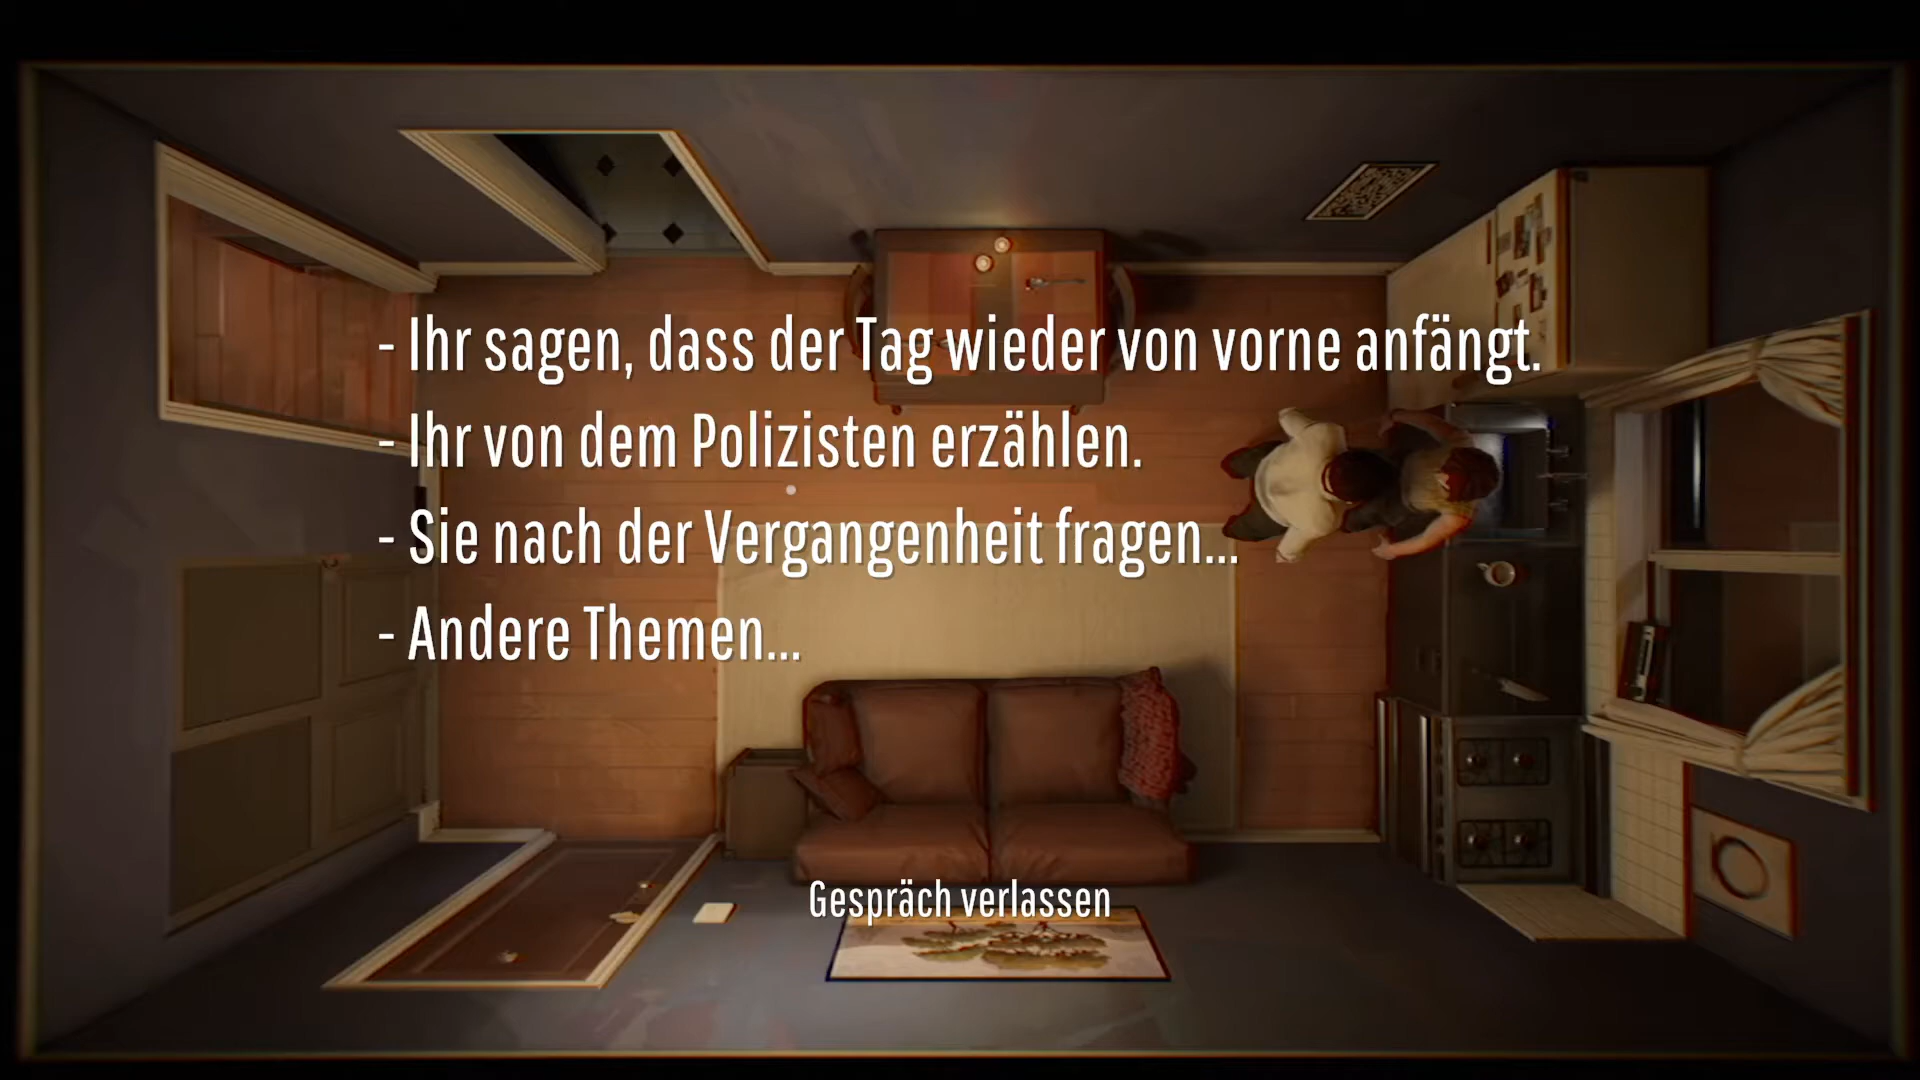 - Ihr sagen, dass der Tag wieder von vorne anfängt.
- Ihr von dem Polizisten erzählen.
- Sie nach der Vergangenheit fragen...
- Andere Themen...
Gespräch verlassen